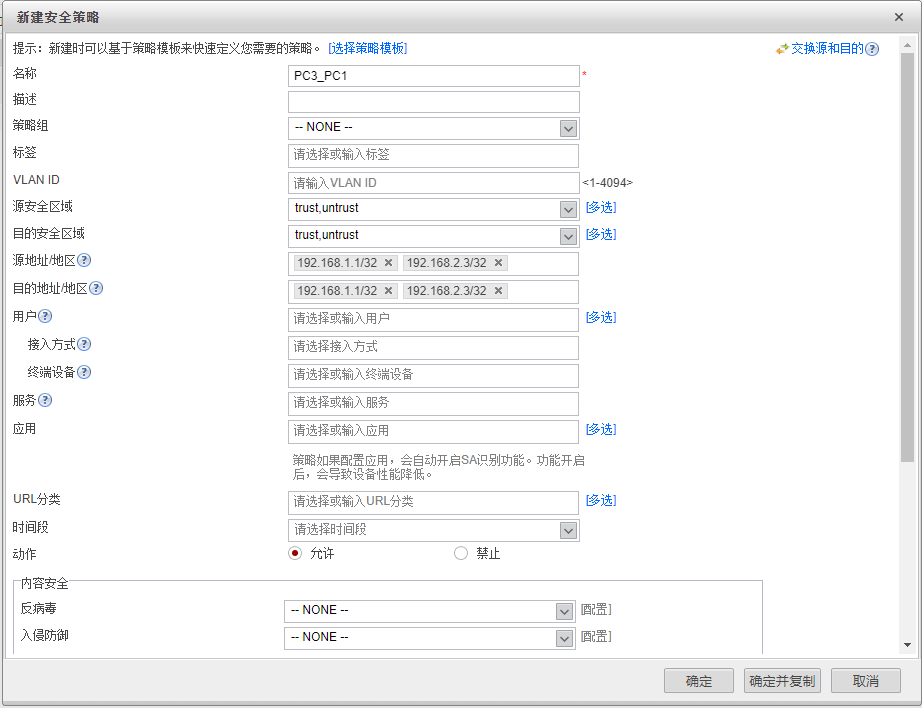 新建安全策略
提示：新建时可以基于策略模板来快速定义您需要的策略。 [选择策略模板] 交换源和目的
名称 PC3_PC1 *
描述
策略组 -- NONE --
标签 请选择或输入标签
VLAN ID 请输入VLAN ID <1-4094>
源安全区域 trust,untrust [多选]
目的安全区域 trust,untrust [多选]
源地址/地区 192.168.1.1/32 192.168.2.3/32
目的地址/地区 192.168.1.1/32 192.168.2.3/32
用户 请选择或输入用户 [多选]
接入方式 请选择接入方式
终端设备 请选择或输入终端设备
服务 请选择或输入服务
应用 请选择或输入应用 [多选]
策略如果配置应用，会自动开启SA识别功能。功能开启
后，会导致设备性能降低。
URL分类 请选择或输入URL分类 [多选]
时间段 请选择时间段
动作 允许 禁止
内容安全
反病毒 -- NONE -- [配置]
入侵防御 -- NONE -- [配置]
确定 确定并复制 取消